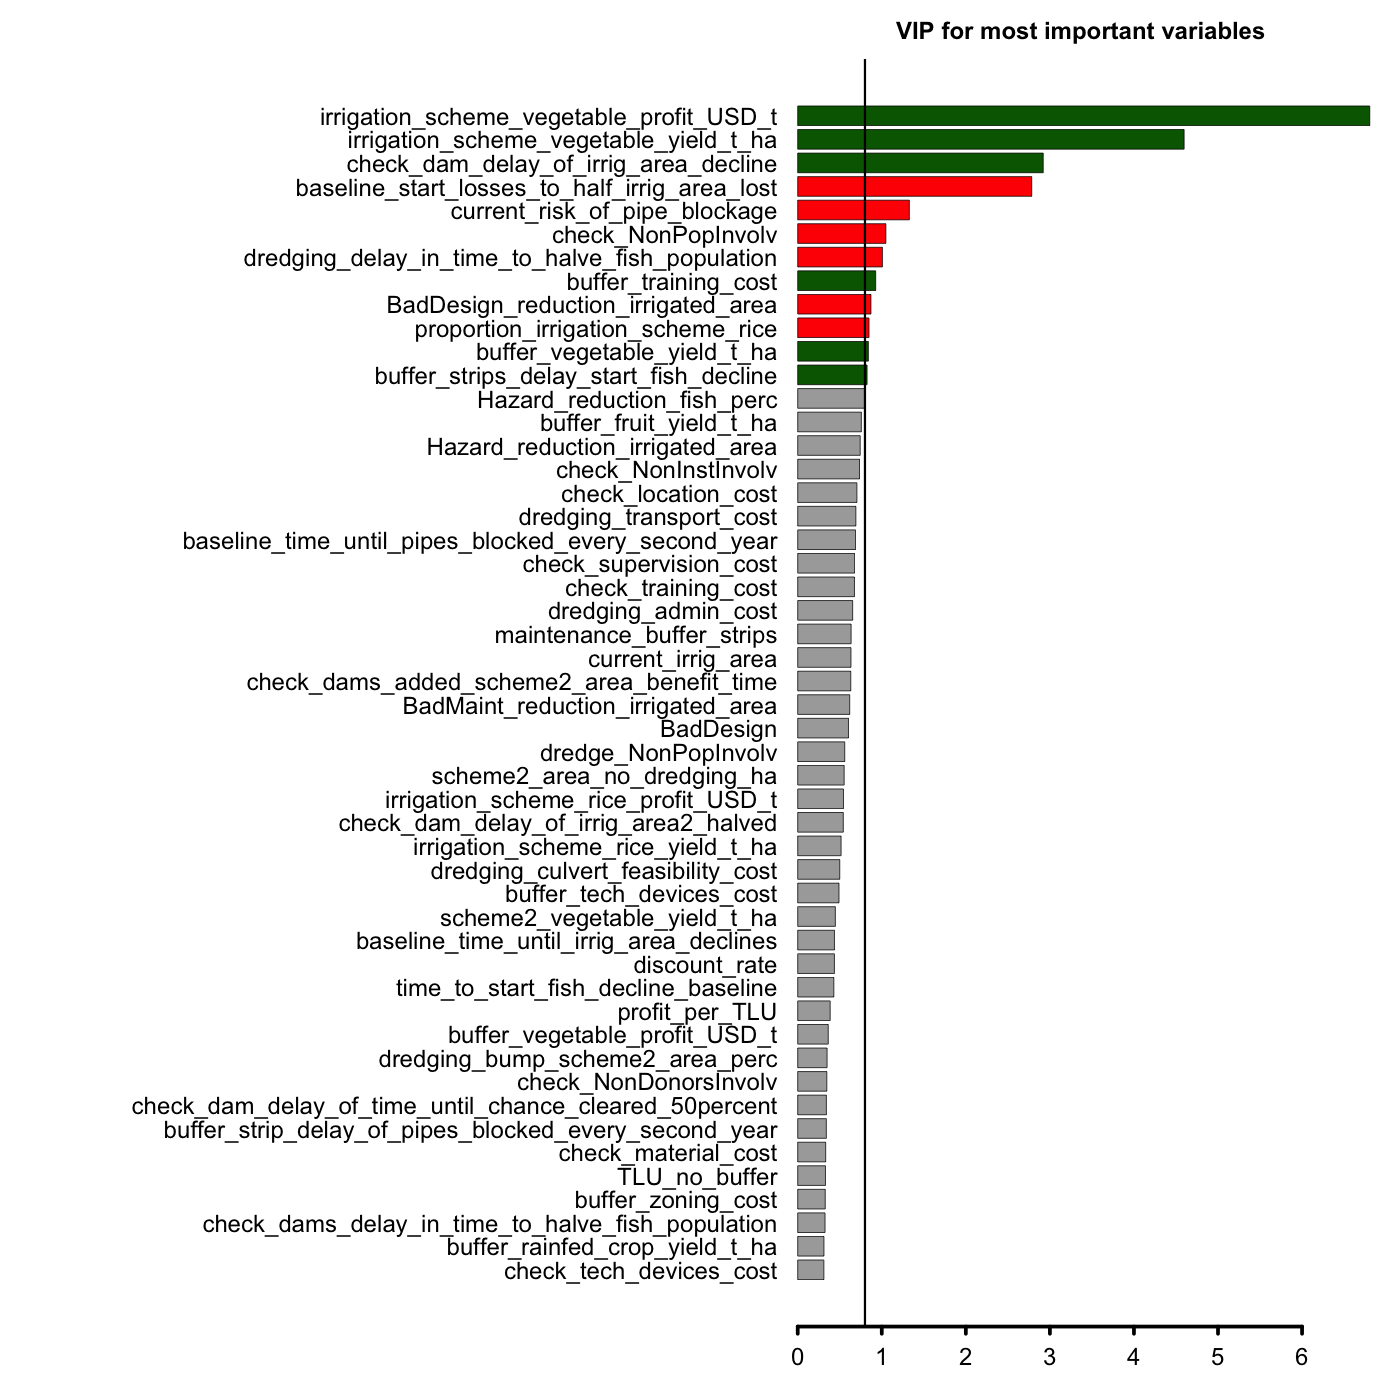 VIP for most important variables
irrigation_scheme_vegetable_profit_USD_t
irrigation_scheme_vegetable_yield_t_ha
check_dam_delay_of_irrig_area_decline
baseline_start_losses_to_half_irrig_area_lost
current_risk_of_pipe_blockage
check_NonPopInvolv
dredging_delay_in_time_to_halve_fish_population
buffer_training_cost
BadDesign_reduction_irrigated_area
proportion_irrigation_scheme_rice
buffer_vegetable_yield_t_ha
buffer_strips_delay_start_fish_decline
Hazard_reduction_fish_perc
buffer_fruit_yield_t_ha
Hazard_reduction_irrigated_area
check_NonInstInvolv
check_location_cost
dredging_transport_cost
baseline_time_until_pipes_blocked_every_second_year
check_supervision_cost
check_training_cost
dredging_admin_cost
maintenance_buffer_strips
current_irrig_area
check_dams_added_scheme2_area_benefit_time
BadMaint_reduction_irrigated_area
BadDesign
dredge_NonPopInvolv
scheme2_area_no_dredging_ha
irrigation_scheme_rice_profit_USD_t
check_dam_delay_of_irrig_area2_halved
irrigation_scheme_rice_yield_t_ha
dredging_culvert_feasibility_cost
buffer_tech_devices_cost
scheme2_vegetable_yield_t_ha
baseline_time_until_irrig_area_declines
discount_rate
time_to_start_fish_decline_baseline
profit_per_TLU
buffer_vegetable_profit_USD_t
dredging_bump_scheme2_area_perc
check_NonDonorsInvolv
check_dam_delay_of_time_until_chance_cleared_50percent
buffer_strip_delay_of_pipes_blocked_every_second_year
check_material_cost
TLU_no_buffer
buffer_zoning_cost
check_dams_delay_in_time_to_halve_fish_population
buffer_rainfed_crop_yield_t_ha
check_tech_devices_cost
0 1 2 3 4 5 6